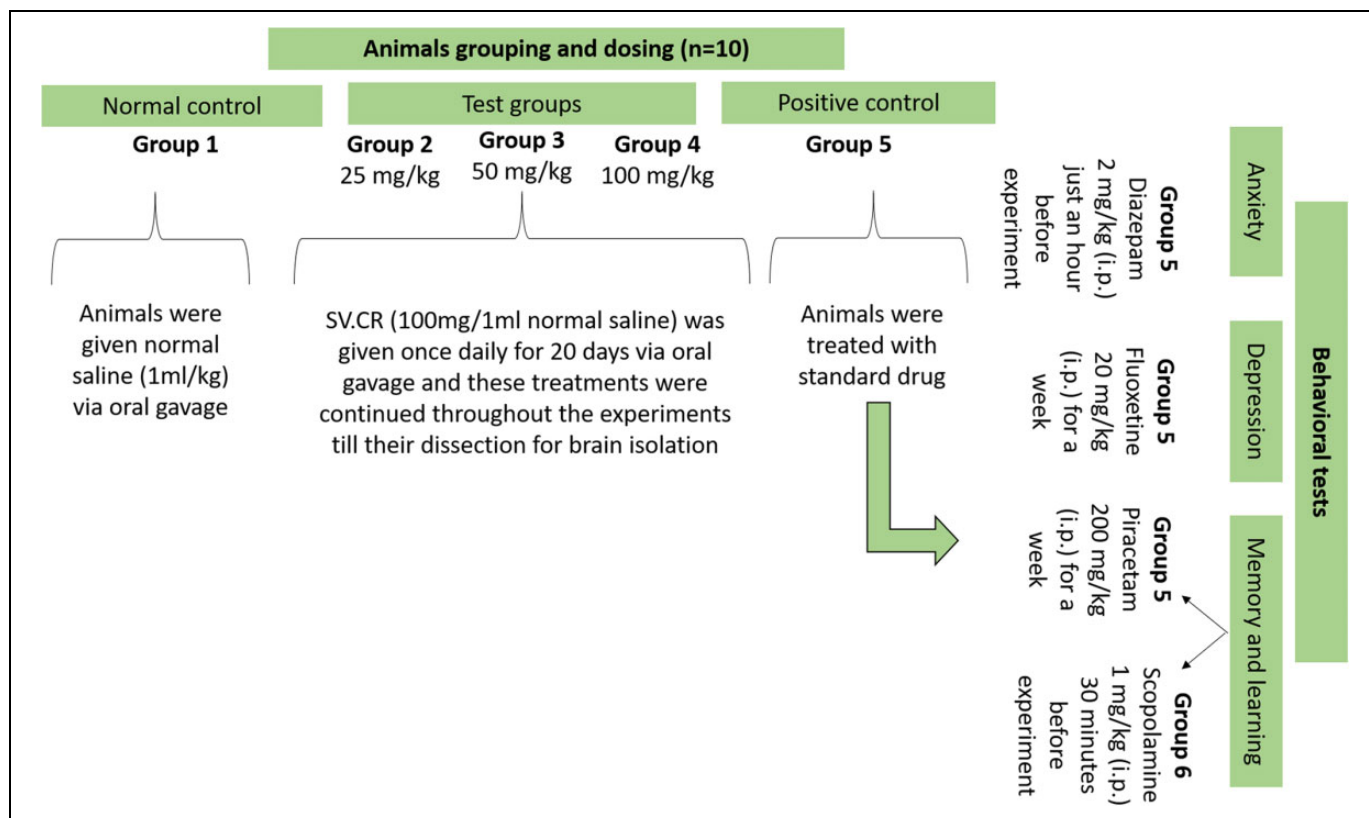 Animals grouping and dosing (n=10)
Normal control
Test groups
Positive control
Group 1
Group 2
25 mg/kg
Group 3
50 mg/kg
Group 4
100 mg/kg
Group 5
Animals were
given normal
saline (1ml/kg)
via oral gavage
SV.CR (100mg/1ml normal saline) was
given once daily for 20 days via oral
gavage and these treatments were
continued throughout the experiments
till their dissection for brain isolation
Animals were
treated with
standard drug
Behavioral tests
Anxiety
Group 5
Diazepam
2 mg/kg (i.p.)
just an hour
before
experiment
Depression
Group 5
Fluoxetine
20 mg/kg
(i.p.) for a
week
Memory and learning
Group 5
Piracetam
200 mg/kg
(i.p.) for a
week
Group 6
Scopolamine
1 mg/kg (i.p.)
30 minutes
before
experiment